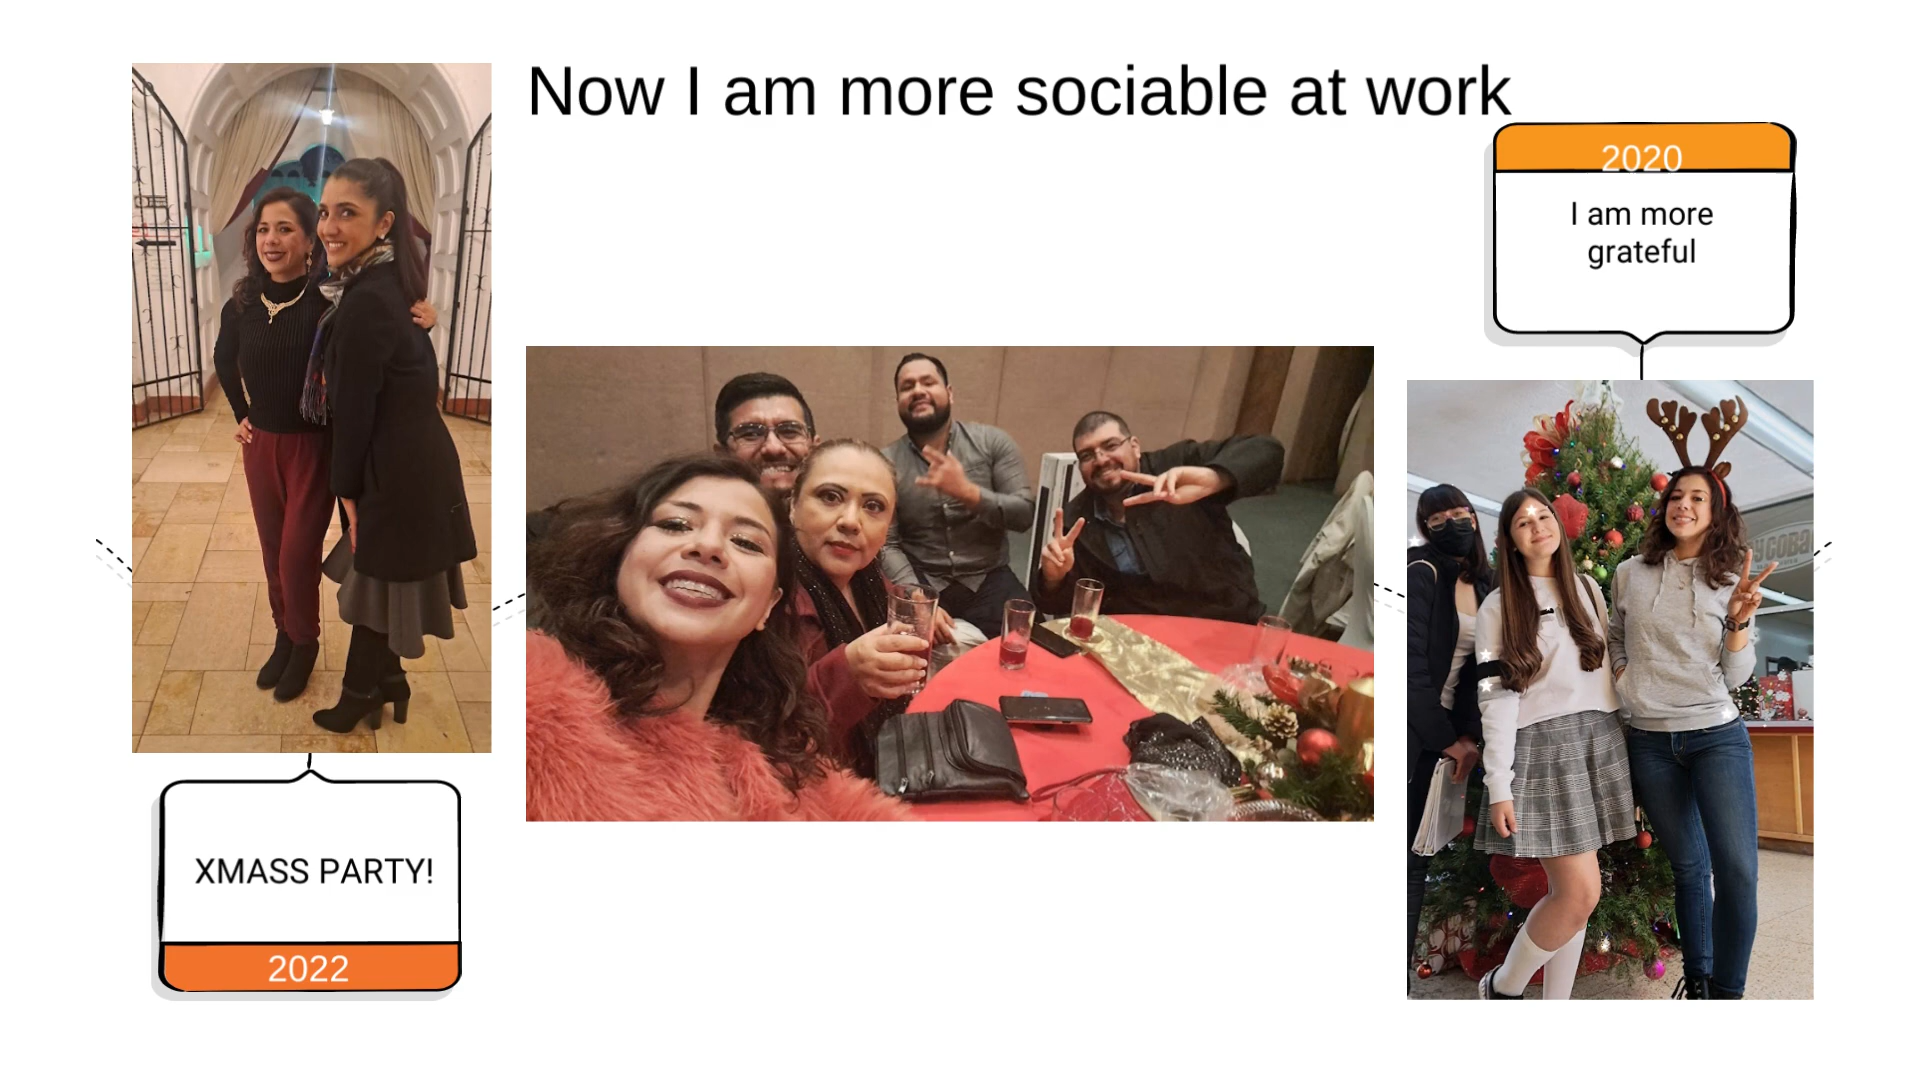 Now I am more sociable at work
2020
I am more
grateful
XMASS PARTY!
2022